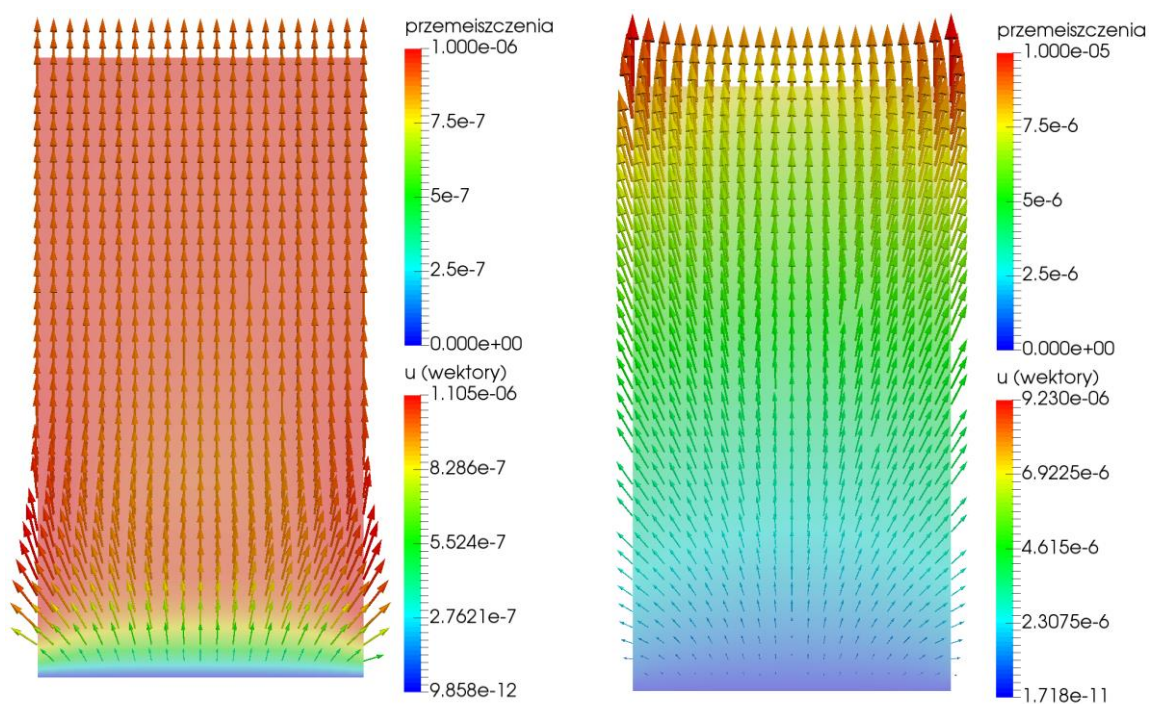 przemeiszczenia
1.000e-06
7.5e-7
5e-7
2.5e-7
0.000e+00
u (wektory)
1.105e-06
8.286e-7
5.524e-7
2.7621e-7
9.858e-12
przemeiszczenia
1.000e-05
7.5e-6
5e-6
2.5e-6
0.000e+00
u (wektory)
9.230e-06
6.9225e-6
4.615e-6
2.3075e-6
1.718e-11